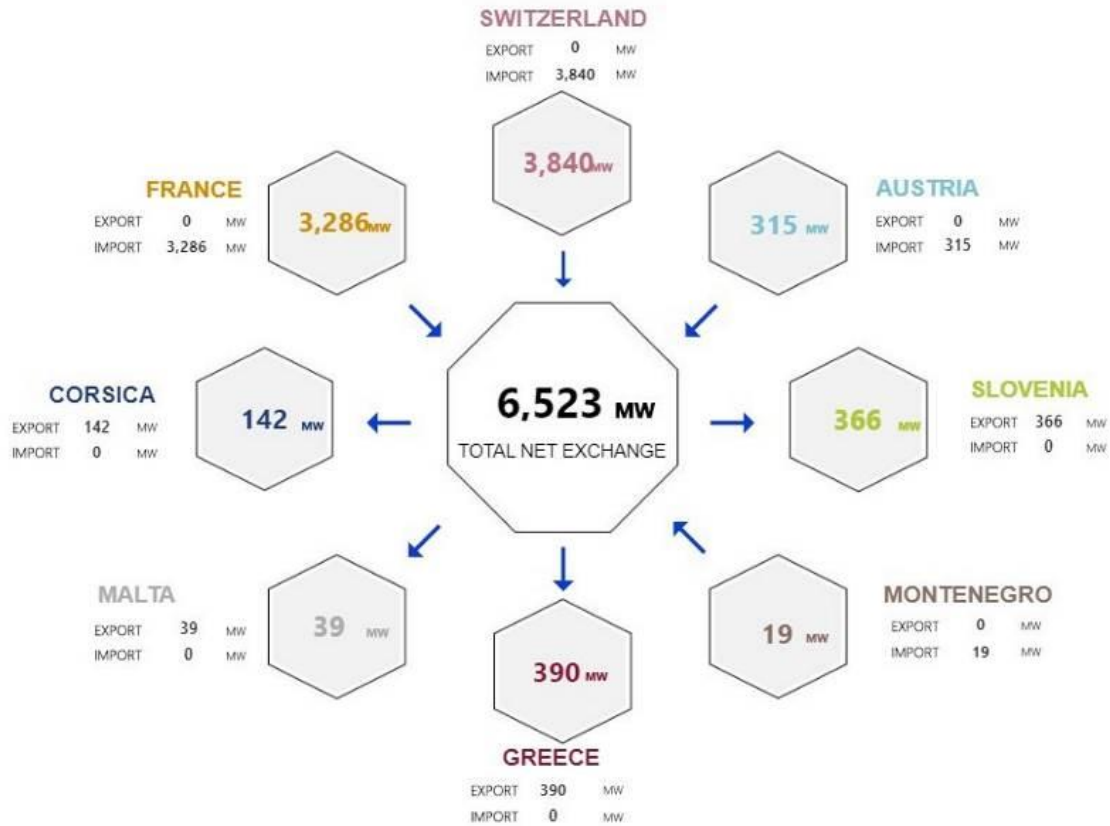 SWITZERLAND
EXPORT 0 MW
IMPORT 3,840 MW
3,840 MW
FRANCE
EXPORT 0 MW
IMPORT 3,286 MW
3,286 MW
AUSTRIA
EXPORT 0 MW
IMPORT 315 MW
315 MW
6,523 MW
TOTAL NET EXCHANGE
CORSICA
EXPORT 142 MW
IMPORT 0 MW
142 MW
SLOVENIA
EXPORT 366 MW
IMPORT 0 MW
366 MW
MALTA
EXPORT 39 MW
IMPORT 0 MW
39 MW
MONTENEGRO
EXPORT 0 MW
IMPORT 19 MW
19 MW
390 MW
GREECE
EXPORT 390 MW
IMPORT 0 MW